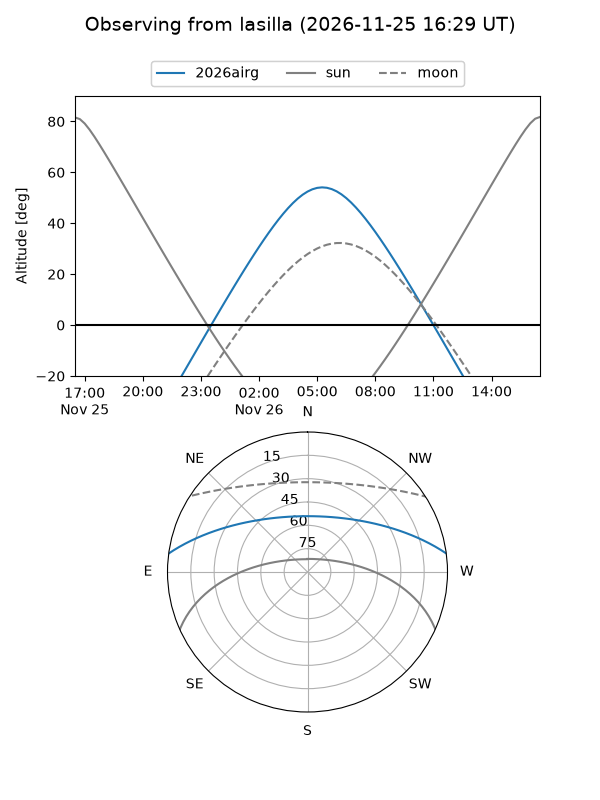 Observing from lasilla (2026-11-25 16:29 UT)
2026airg sun moon
Altitude [deg]
80
60
40
20
0
−20
17:00 20:00 23:00 02:00 05:00 08:00 11:00 14:00
Nov 25 Nov 26
N
NE NW
15
30
45
60
75
E W
SE SW
S